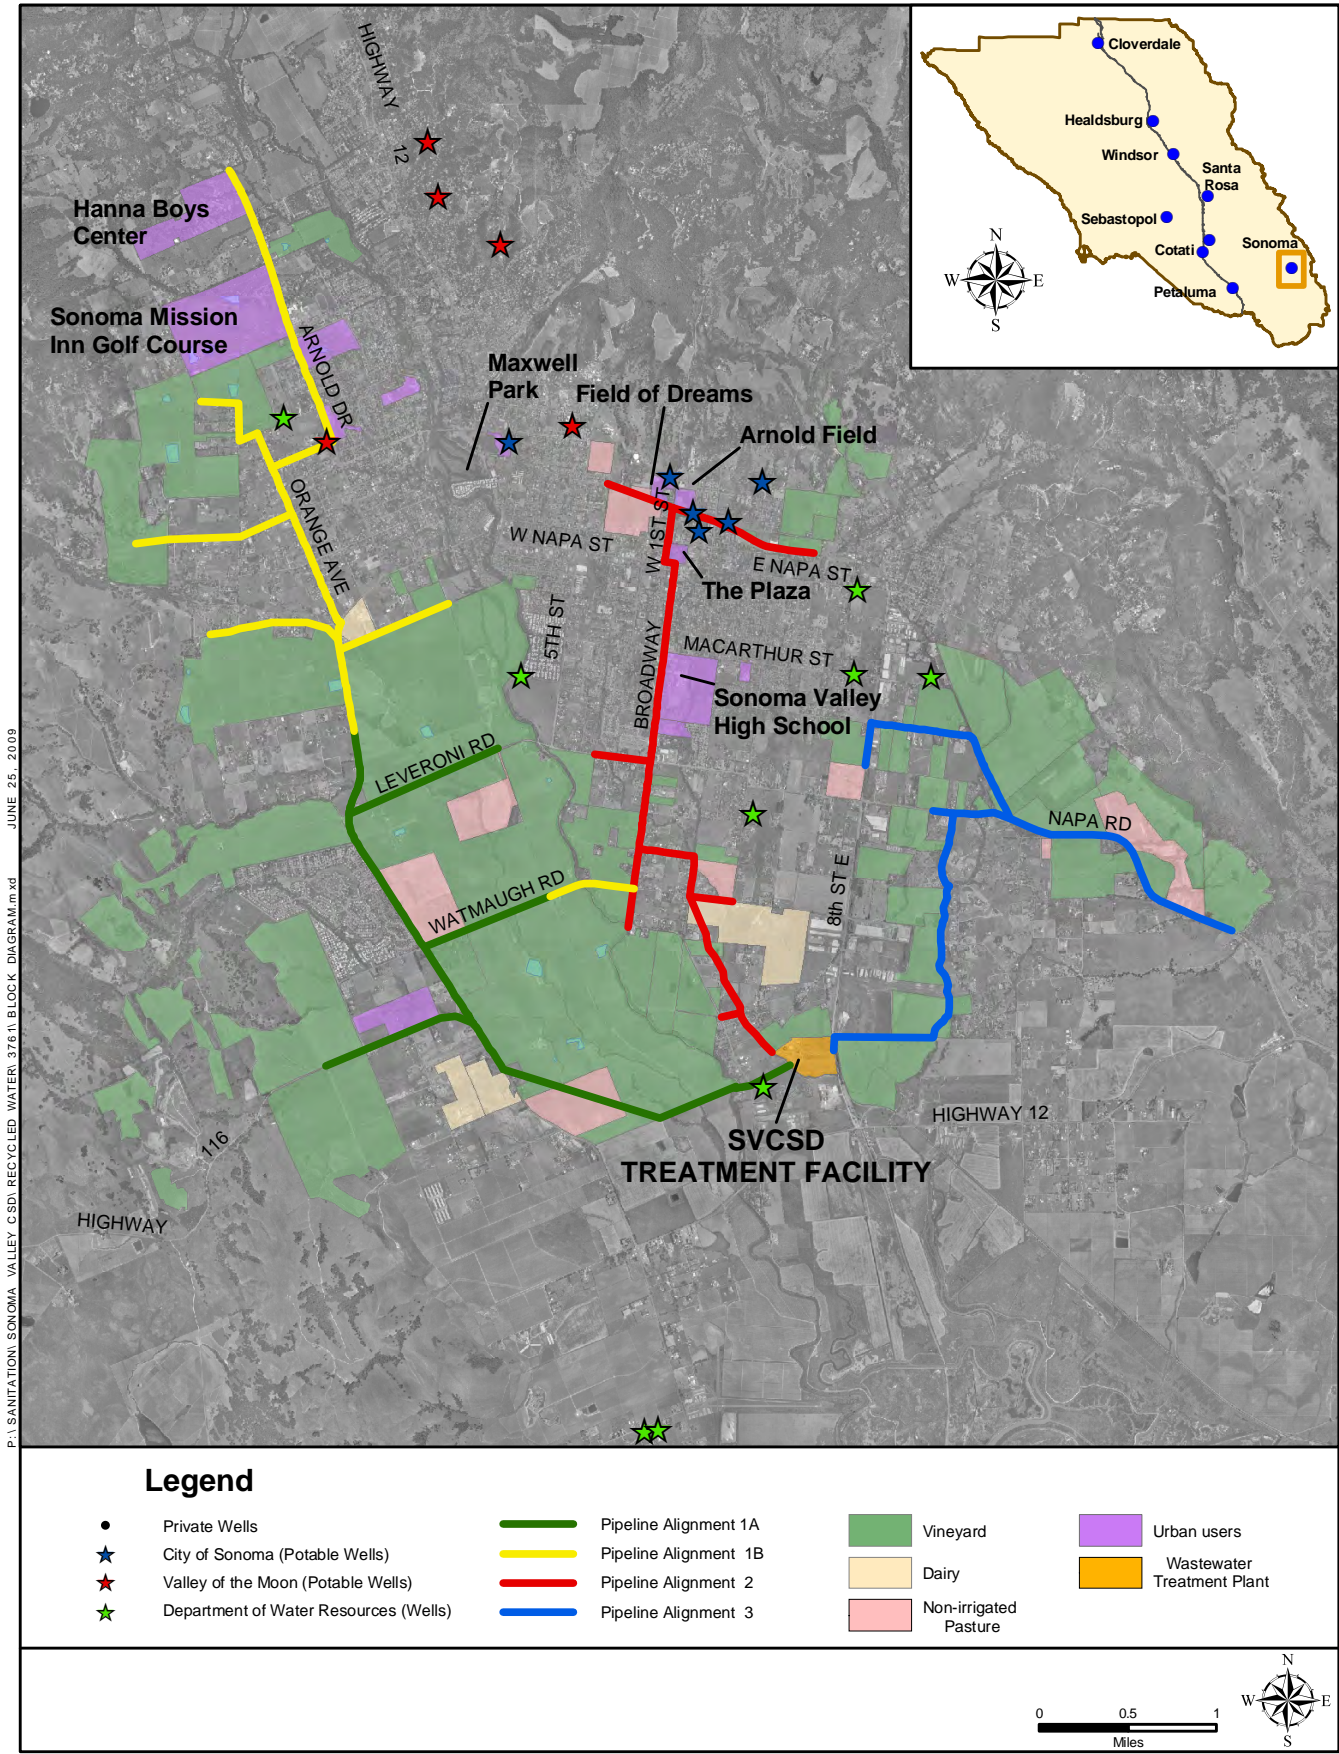 HIGHWAY
12
Cloverdale
Healdsburg
Windsor
Santa
Rosa
Sebastopol
Cotati
Sonoma
Petaluma
N
W E
S
Hanna Boys
Center
Sonoma Mission
Inn Golf Course
ARNOLD DR
Maxwell
Park
Field of Dreams
Arnold Field
ORANGE AVE
W NAPA ST
W 1ST ST
E NAPA ST
The Plaza
5TH ST
BROADWAY
MACARTHUR ST
Sonoma Valley
High School
LEVERONI RD
NAPA RD
WATMAUGH RD
8th ST E
SVCSD
TREATMENT FACILITY
HIGHWAY 12
116
HIGHWAY
P:\ SANITATION\ SONOMA VALLEY CSD\ RECYCLED WATER\ 3761\ BLOCK DIAGRAM.mxd JUNE 25, 2009
Legend
Private Wells
City of Sonoma (Potable Wells)
Valley of the Moon (Potable Wells)
Department of Water Resources (Wells)
Pipeline Alignment 1A
Pipeline Alignment 1B
Pipeline Alignment 2
Pipeline Alignment 3
Vineyard
Dairy
Non-irrigated
Pasture
Urban users
Wastewater
Treatment Plant
0 0.5 1
Miles
N
W E
S